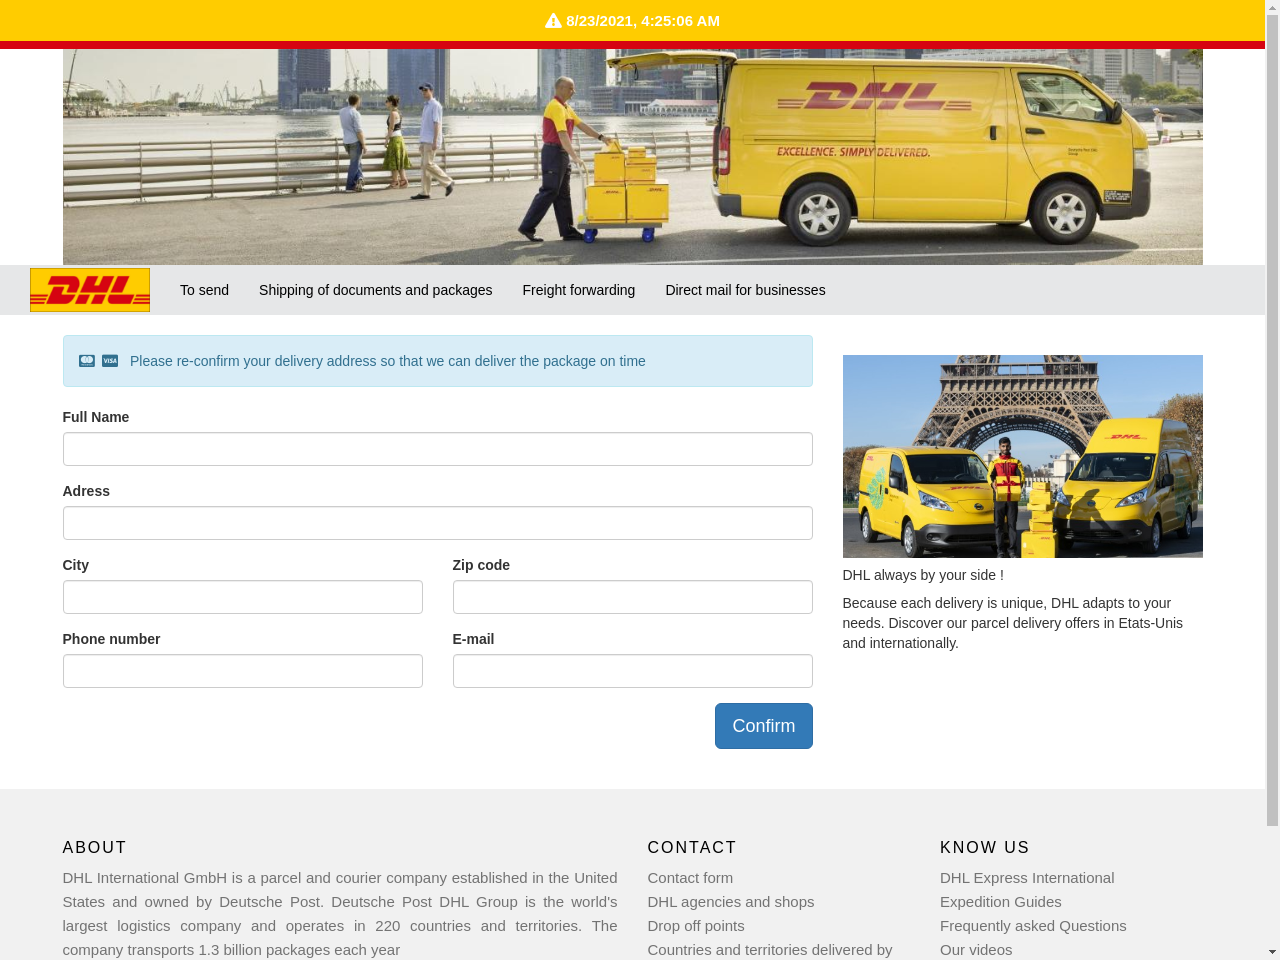 8/23/2021, 4:25:06 AM
DHL
EXCELLENCE. SIMPLY DELIVERED.
DHL
To send
Shipping of documents and packages
Freight forwarding
Direct mail for businesses
VISA
Please re-confirm your delivery address so that we can deliver the package on time
Full Name
Adress
City
Zip code
Phone number
E-mail
Confirm
DHL
DHL
DHL always by your side !
Because each delivery is unique, DHL adapts to your
needs. Discover our parcel delivery offers in Etats-Unis
and internationally.
ABOUT
DHL International GmbH is a parcel and courier company established in the United
States and owned by Deutsche Post. Deutsche Post DHL Group is the world's
largest logistics company and operates in 220 countries and territories. The
company transports 1.3 billion packages each year
CONTACT
Contact form
DHL agencies and shops
Drop off points
Countries and territories delivered by
KNOW US
DHL Express International
Expedition Guides
Frequently asked Questions
Our videos